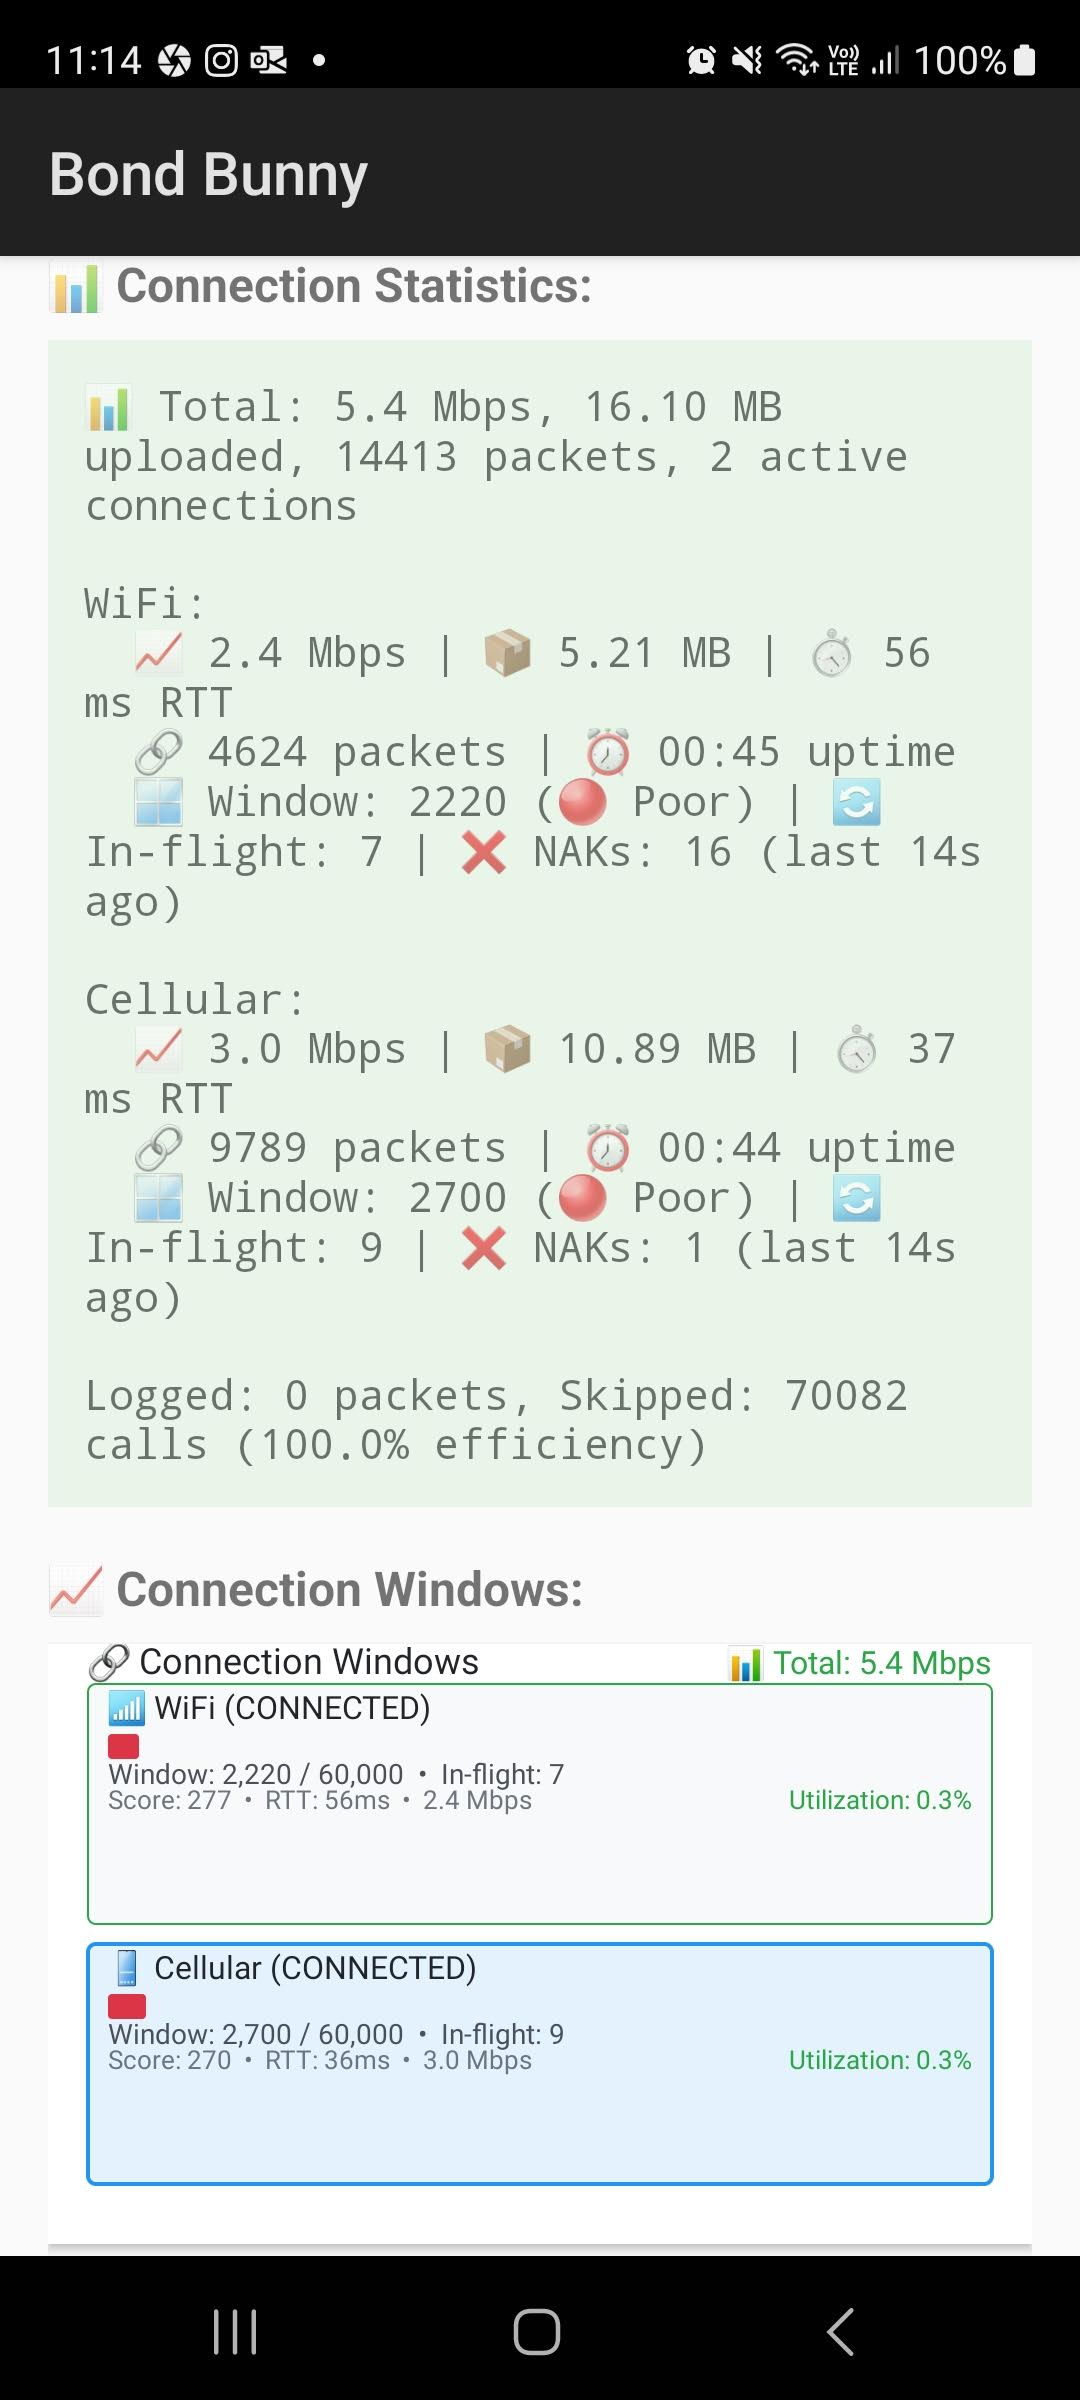 11:14
Vo)) LTE
100%
Bond Bunny
📊 Connection Statistics:
📊 Total: 5.4 Mbps, 16.10 MB
uploaded, 14413 packets, 2 active
connections
WiFi:
📈 2.4 Mbps | 📦 5.21 MB | ⏱ 56
ms RTT
🔗 4624 packets | ⏰ 00:45 uptime
🪟 Window: 2220 (🔴 Poor) | 🔄
In-flight: 7 | ❌ NAKs: 16 (last 14s
ago)
Cellular:
📈 3.0 Mbps | 📦 10.89 MB | ⏱ 37
ms RTT
🔗 9789 packets | ⏰ 00:44 uptime
🪟 Window: 2700 (🔴 Poor) | 🔄
In-flight: 9 | ❌ NAKs: 1 (last 14s
ago)
Logged: 0 packets, Skipped: 70082
calls (100.0% efficiency)
📈 Connection Windows:
🔗 Connection Windows 📊 Total: 5.4 Mbps
📶 WiFi (CONNECTED)
Window: 2,220 / 60,000 • In-flight: 7
Score: 277 • RTT: 56ms • 2.4 Mbps Utilization: 0.3%
📱 Cellular (CONNECTED)
Window: 2,700 / 60,000 • In-flight: 9
Score: 270 • RTT: 36ms • 3.0 Mbps Utilization: 0.3%